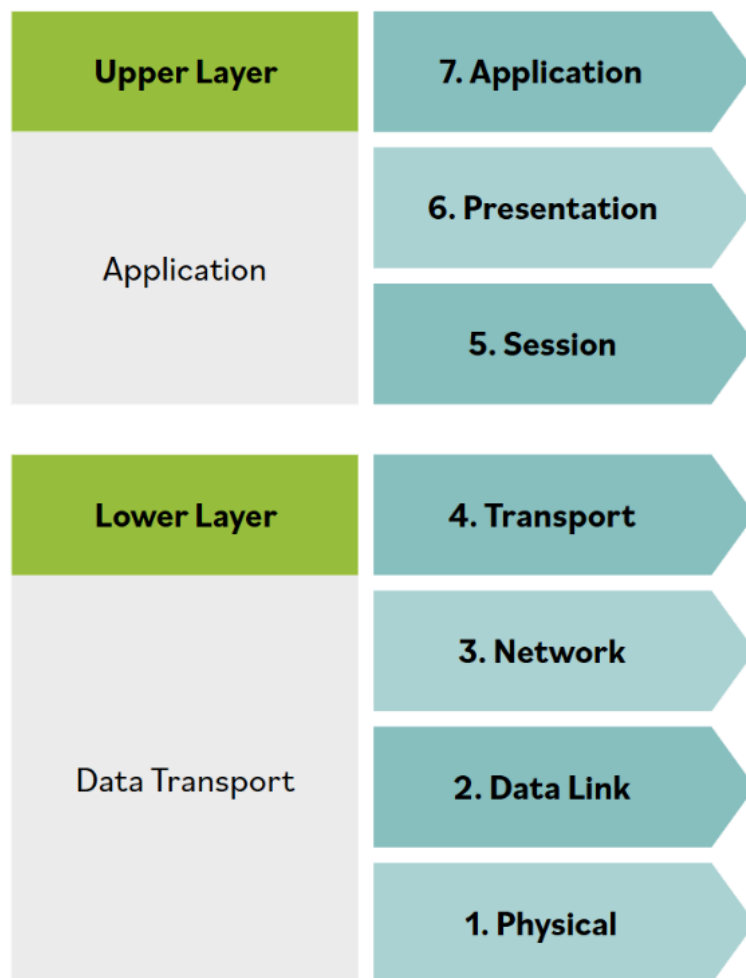 Upper Layer
Application
7. Application
6. Presentation
5. Session
Lower Layer
Data Transport
4. Transport
3. Network
2. Data Link
1. Physical